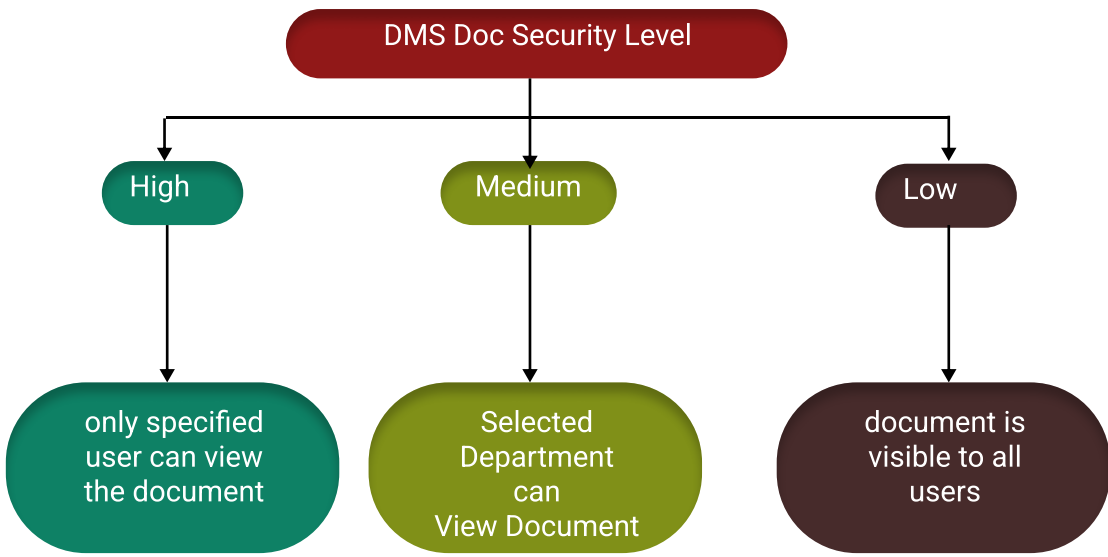 DMS Doc Security Level
High
Medium
Low
only specified
user can view
the document
Selected
Department
can
View Document
document is
visible to all
users